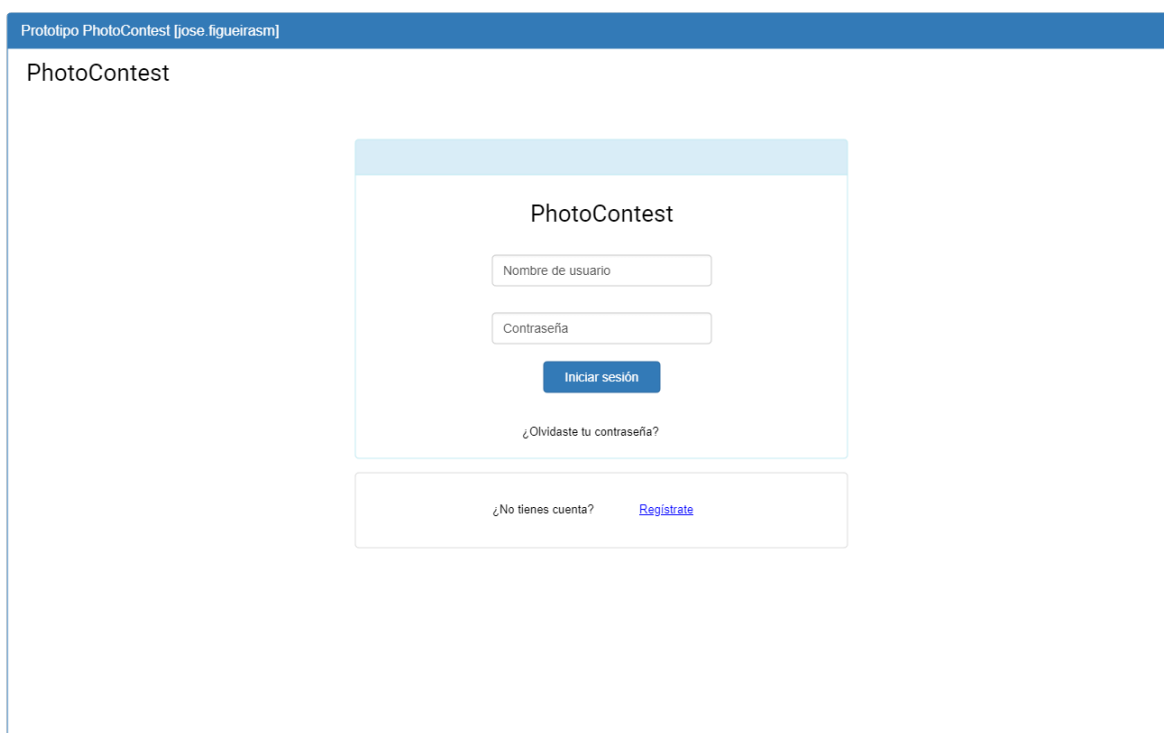 Prototipo PhotoContest [jose.figueirasm]
PhotoContest
PhotoContest
Nombre de usuario
Contraseña
Iniciar sesión
¿Olvidaste tu contraseña?
¿No tienes cuenta? Regístrate